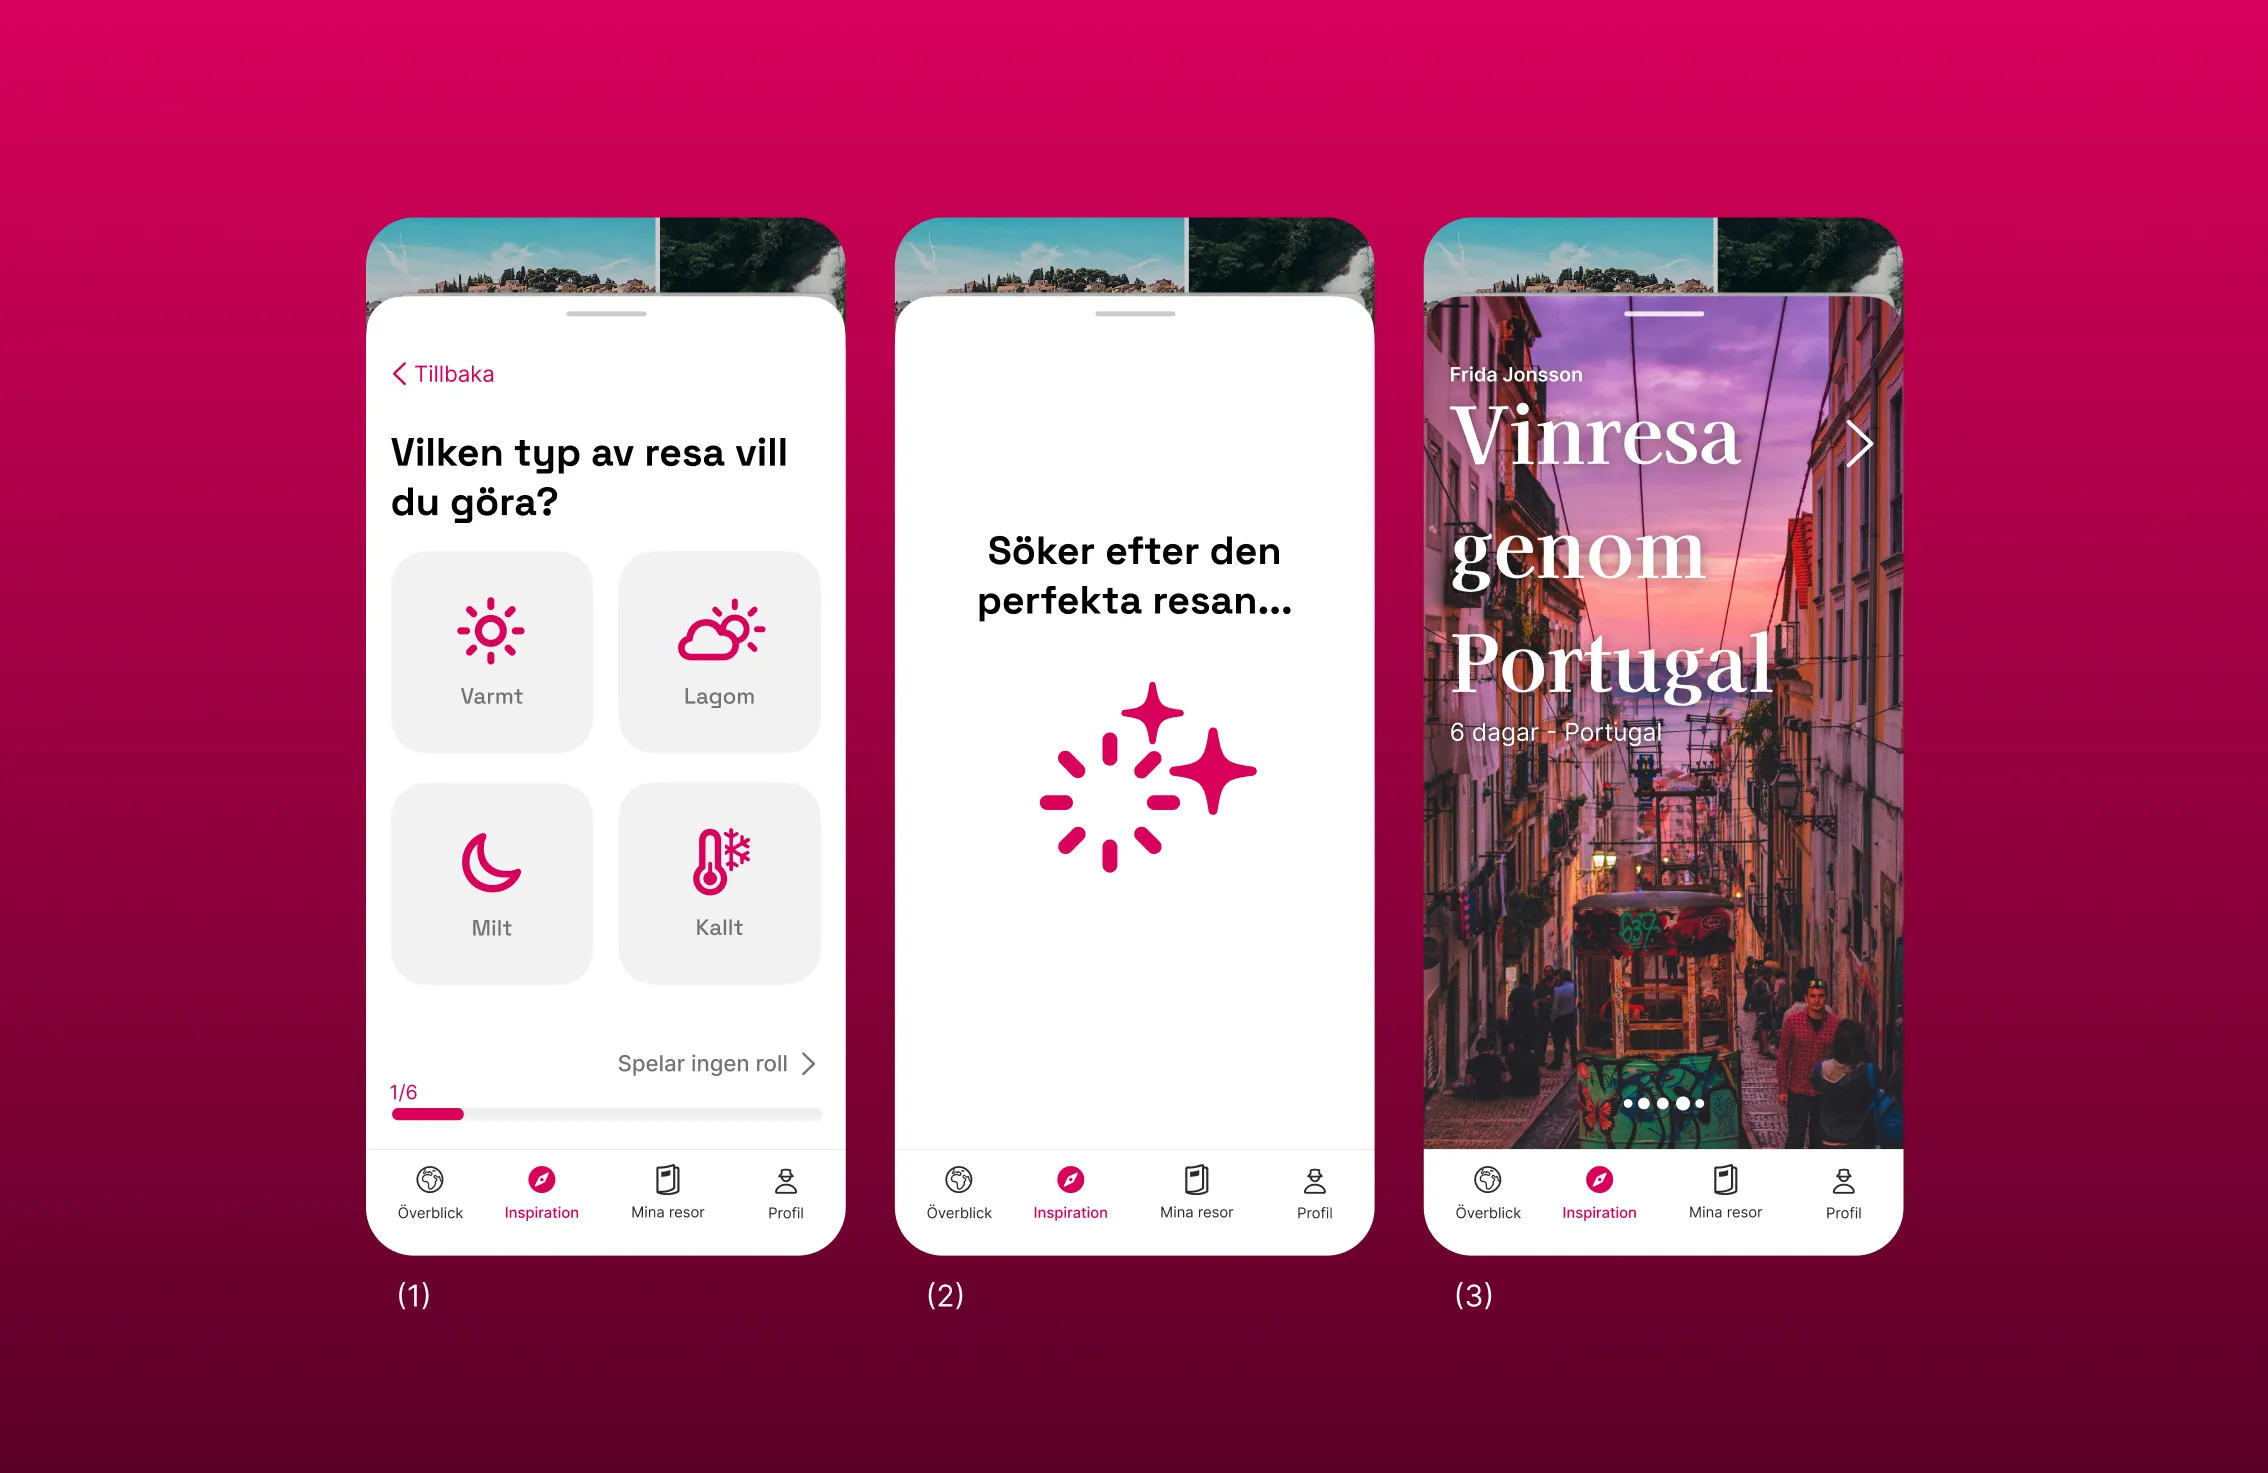 Tillbaka
Vilken typ av resa vill
du göra?
Varmt
Lagom
Milt
Kallt
Spelar ingen roll
1/6
Överblick
Inspiration
Mina resor
Profil
(1)
Söker efter den
perfekta resan...
Överblick
Inspiration
Mina resor
Profil
(2)
Frida Jonsson
Vinresa
genom
Portugal
6 dagar - Portugal
637
Överblick
Inspiration
Mina resor
Profil
(3)